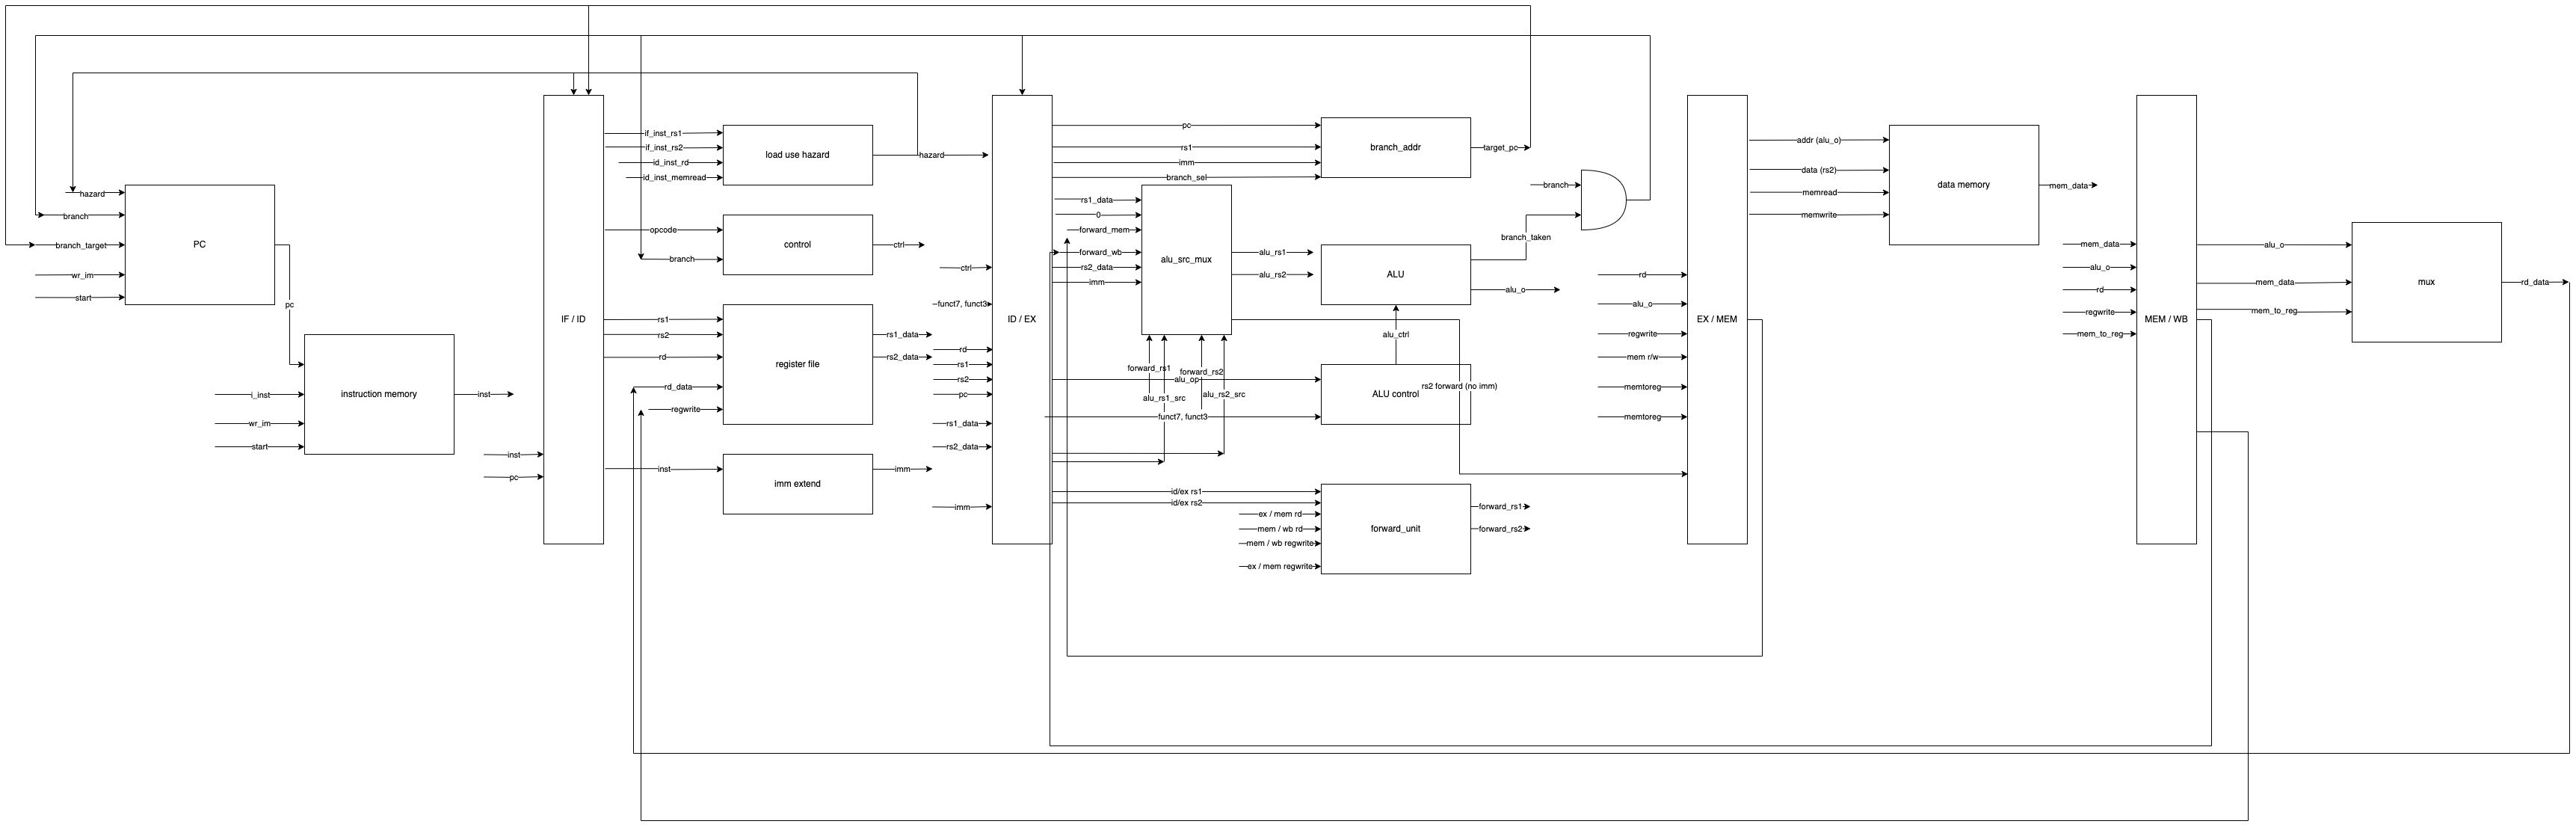 hazard
branch
branch_target
wr_im
start
PC
pc
i_inst
wr_im
start
instruction memory
inst
inst
pc
IF / ID
if_inst_rs1
if_inst_rs2
id_inst_rd
id_inst_memread
load use hazard
hazard
opcode
branch
control
ctrl
rs1
rs2
rd
rd_data
regwrite
register file
rs1_data
rs2_data
inst
imm extend
imm
ctrl
funct7, funct3
rd
rs1
rs2
pc
rs1_data
rs2_data
imm
ID / EX
pc
rs1
imm
branch_sel
branch_addr
target_pc
rs1_data
0
forward_mem
forward_wb
rs2_data
imm
alu_src_mux
alu_rs1
alu_rs2
forward_rs1
forward_rs2
alu_op
alu_rs1_src
alu_rs2_src
funct7, funct3
ALU
alu_ctrl
ALU control
rs2 forward (no imm)
branch
branch_taken
alu_o
id/ex rs1
id/ex rs2
ex / mem rd
mem / wb rd
mem / wb regwrite
ex / mem regwrite
forward_unit
forward_rs1
forward_rs2
rd
alu_o
regwrite
mem r/w
memtoreg
memtoreg
EX / MEM
addr (alu_o)
data (rs2)
memread
memwrite
data memory
mem_data
mem_data
alu_o
rd
regwrite
mem_to_reg
MEM / WB
alu_o
mem_data
mem_to_reg
mux
rd_data